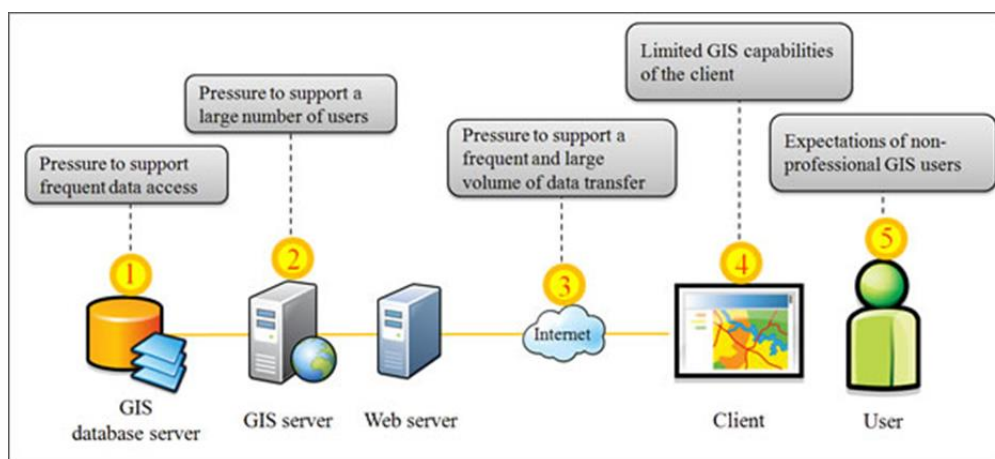 Limited GIS capabilities
of the client
Pressure to support a
large number of users
Pressure to support a
frequent and large
volume of data transfer
Expectations of non-
professional GIS users
Pressure to support
frequent data access
1
2
3
4
5
Internet
GIS
database server
GIS server
Web server
Client
User